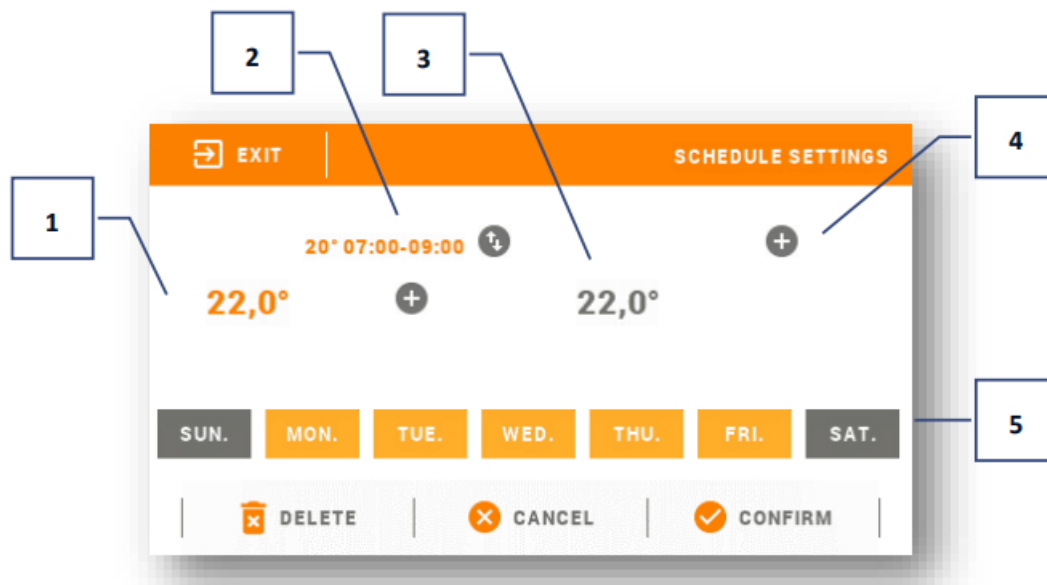 2
3
4
EXIT
SCHEDULE SETTINGS
1
20° 07:00-09:00
22,0°
22,0°
5
SUN.
MON.
TUE.
WED.
THU.
FRI.
SAT.
DELETE
CANCEL
CONFIRM